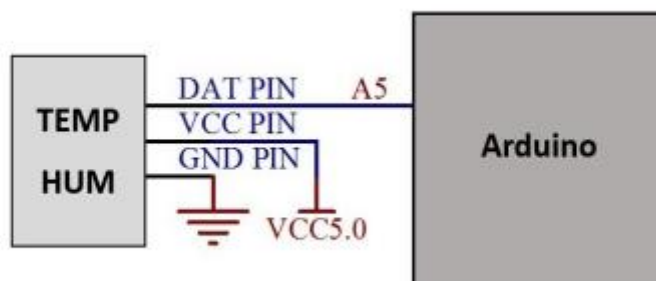 TEMP
HUM
DAT PIN
VCC PIN
GND PIN
A5
VCC5.0
Arduino